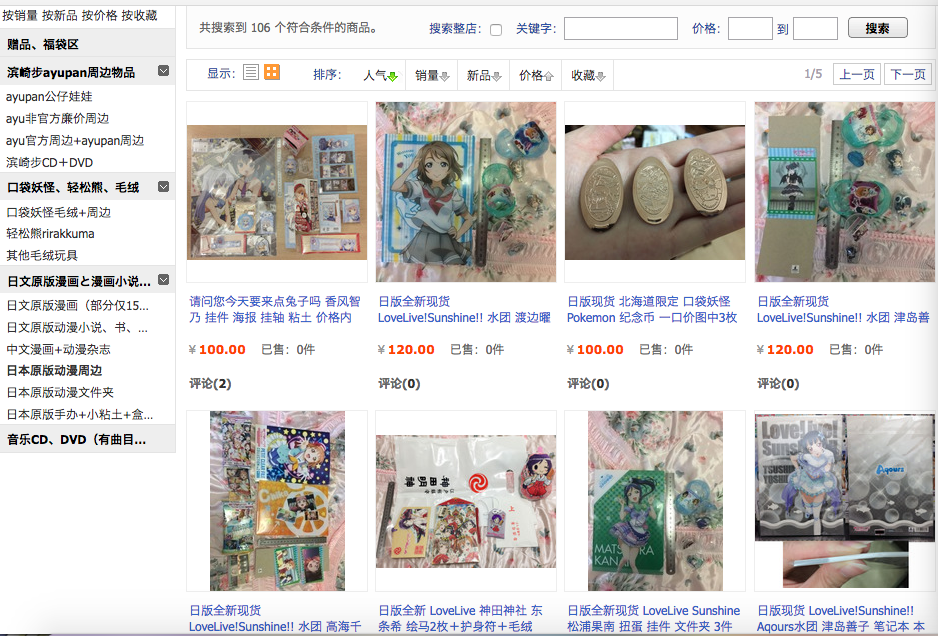 按销量 按新品 按价格 按收藏
赠品、福袋区
滨崎步ayupan周边物品
ayupan公仔娃娃
ayu非官方廉价周边
ayu官方周边+ayupan周边
滨崎步CD＋DVD
口袋妖怪、轻松熊、毛绒
口袋妖怪毛绒+周边
轻松熊rirakkuma
其他毛绒玩具
日文原版漫画と漫画小说...
日文原版漫画（部分仅15...
日文原版动漫小说、书、...
中文漫画+动漫杂志
日本原版动漫周边
日本原版动漫文件夹
日本原版手办+小粘土+盒...
音乐CD、DVD（有曲目...
共搜索到 106 个符合条件的商品。
搜索整店：
关键字：
价格：
到
搜索
显示：
排序：
人气
销量
新品
价格
收藏
1/5
上一页
下一页
请问您今天要来点兔子吗 香风智
乃 挂件 海报 挂轴 粘土 价格内
¥ 100.00 已售：0件
评论(2)
日版全新现货
LoveLive!Sunshine!! 水团 渡边曜
¥ 120.00 已售：0件
评论(0)
日版现货 北海道限定 口袋妖怪
Pokemon 纪念币 一口价图中3枚
¥ 100.00 已售：0件
评论(0)
日版全新现货
LoveLive!Sunshine!! 水团 津岛善
¥ 120.00 已售：0件
评论(0)
神田明神
MATSUURA
KANAN
LoveLive!
Sunshine!!
TSUSHIMA
YOSHIKO
Aqours
日版全新现货
LoveLive!Sunshine!! 水团 高海千
日版全新 LoveLive 神田神社 东
条希 绘马2枚＋护身符＋毛绒
日版全新现货 LoveLive Sunshine
松浦果南 扭蛋 挂件 文件夹 3件
日版现货 LoveLive!Sunshine!!
Aqours水团 津岛善子 笔记本 本